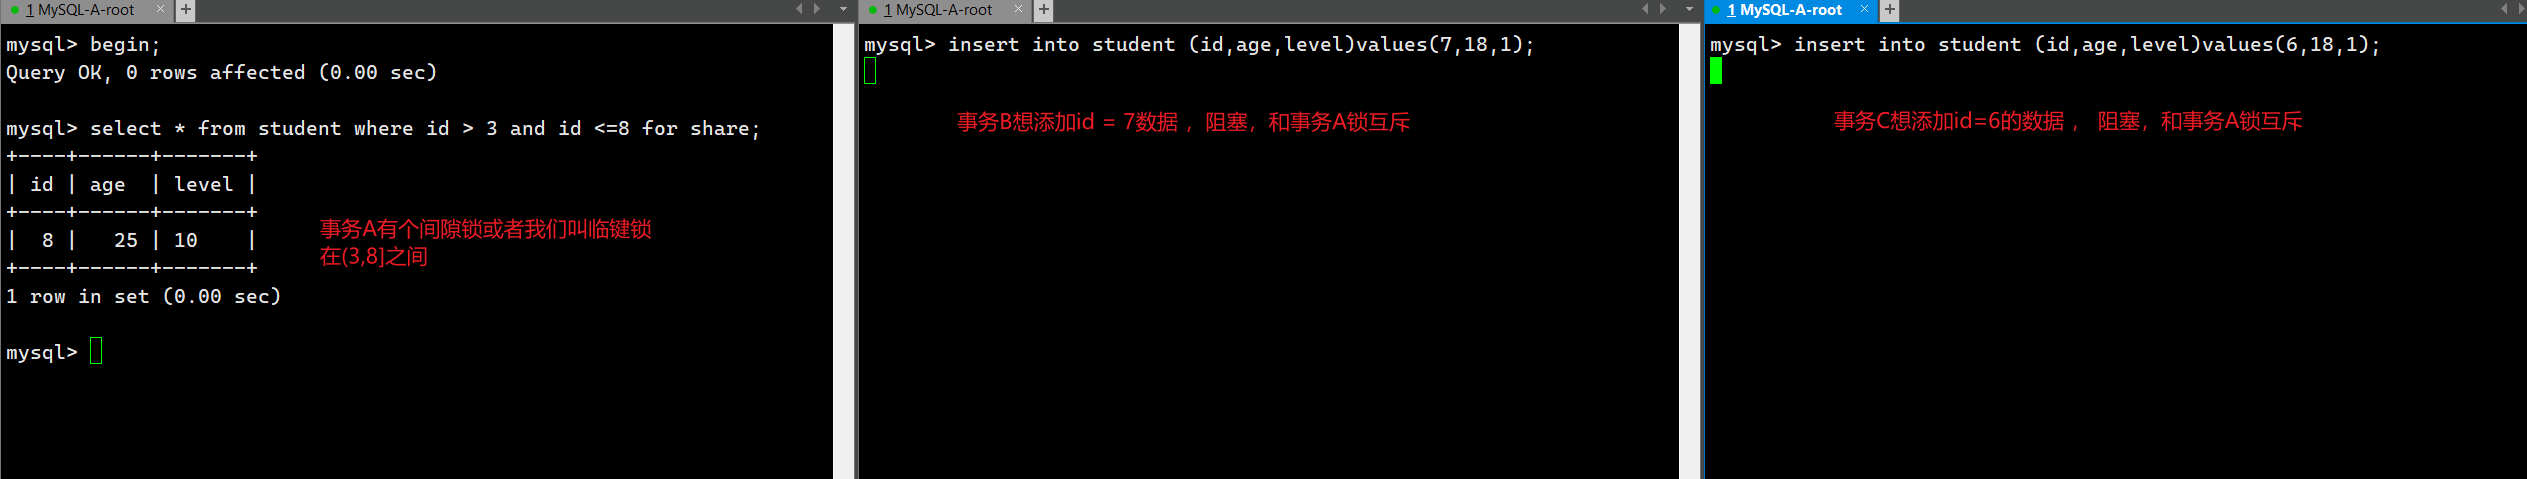 1 MySQL-A-root
mysql> begin;
Query OK, 0 rows affected (0.00 sec)
mysql> select * from student where id > 3 and id <=8 for share;
+----+------+-------+
| id | age  | level |
+----+------+-------+
|  8 |   25 | 10    |
+----+------+-------+
1 row in set (0.00 sec)
mysql>
事务A有个间隙锁或者我们叫临键锁
在(3,8]之间
1 MySQL-A-root
mysql> insert into student (id,age,level)values(7,18,1);
事务B想添加id = 7数据 ，阻塞，和事务A锁互斥
1 MySQL-A-root
mysql> insert into student (id,age,level)values(6,18,1);
事务C想添加id=6的数据 ， 阻塞，和事务A锁互斥